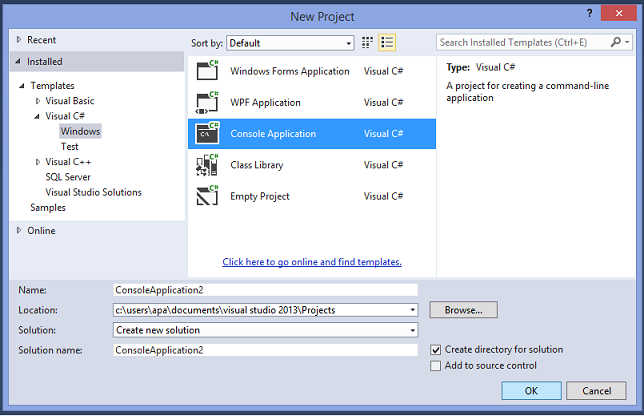 New Project
? ×
Recent
Installed
Templates
Visual Basic
Visual C#
Windows
Test
Visual C++
SQL Server
Visual Studio Solutions
Samples
Online
Sort by: Default
Search Installed Templates (Ctrl+E)
C# Windows Forms Application Visual C#
C# WPF Application Visual C#
C# C:\ Console Application Visual C#
C# Class Library Visual C#
C# Empty Project Visual C#
Click here to go online and find templates.
Type: Visual C#
A project for creating a command-line
application
Name: ConsoleApplication2
Location: c:\users\apa\documents\visual studio 2013\Projects Browse...
Solution: Create new solution
Solution name: ConsoleApplication2
Create directory for solution
Add to source control
OK Cancel